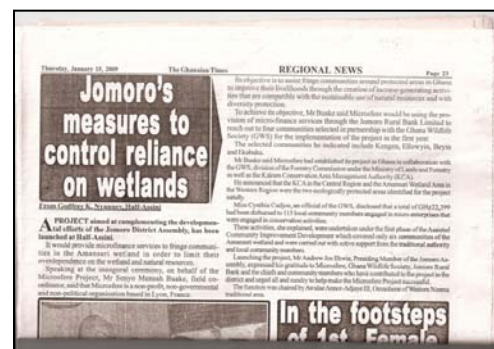 Thursday, January 15, 2009
The Ghanaian Times
REGIONAL NEWS
Page 23
Jomoro's
measures to
control reliance
on wetlands
From Godfrey K. Nyamey, Half-Assini
A PROJECT aimed at complementing the developmen-
tal efforts of the Jomoro District Assembly, has been
launched at Half-Assini.
It would provide microfinance services to fringe communi-
ties in the Amansuri wetland in order to limit their
overdependence on the wetland and natural resources.
Speaking at the inaugural ceremony, on behalf of the
Microsfere Project, Mr Senyo Mensah Buake, field co-
ordinator, said that Microsfere is a non-profit, non-governmental
and non-political organisation based in Lyon, France.
Its objective is to assist fringe communities around protected areas in Ghana
to improve their livelihoods through the creation of income-generating activi-
ties that are compatible with the sustainable use of natural resources and with
diversity protection.
To achieve its objective, Mr Buake said Microsfere would be using the pro-
vision of micro-finance services through the Jomoro Rural Bank Limited to
reach out to four communities selected in partnership with the Ghana Wildlife
Society (GWS) for the implementation of the project in the first year.
The selected communities he indicated include Kangen, Ellowyin, Beyin
and Ekobaku.
Mr Buake said Microsfere had established its project in Ghana in collaboration with
the GWS, division of the Forestry Commission under the Ministry of Lands and Forestry
as well as the Kakum Conservation Area Management Authority (KCA).
He announced that the KCA in the Central Region and the Amansuri Wetland Area in
the Western Region were the two ecologically protected areas identified for the project
initially.
Miss Cynthia Cudjoe, an official of the GWS, disclosed that a total of GH¢22,399
had been disbursed to 115 local community members engaged in micro enterprises that
were engaged in conservation activities.
These activities, she explained, were undertaken under the first phase of the Assisted
Community Improvement Development which covered only six communities of the
Amansuri wetland and were carried out with active support from the traditional authority
and local community members.
Launching the project, Mr Andrew Joe Ehwia, Presiding Member of the Jomoro As-
sembly, expressed his gratitude to Microsfere, Ghana Wildlife Society, Jomoro Rural
Bank and the chiefs and community members who have contributed to the project in the
district and urged all and sundry to help make the Microsfere Project successful.
The function was chaired by Awulae Annor-Adjaye III, Omanhene of Western Nzema
traditional area.
In the footsteps
of 1st Female